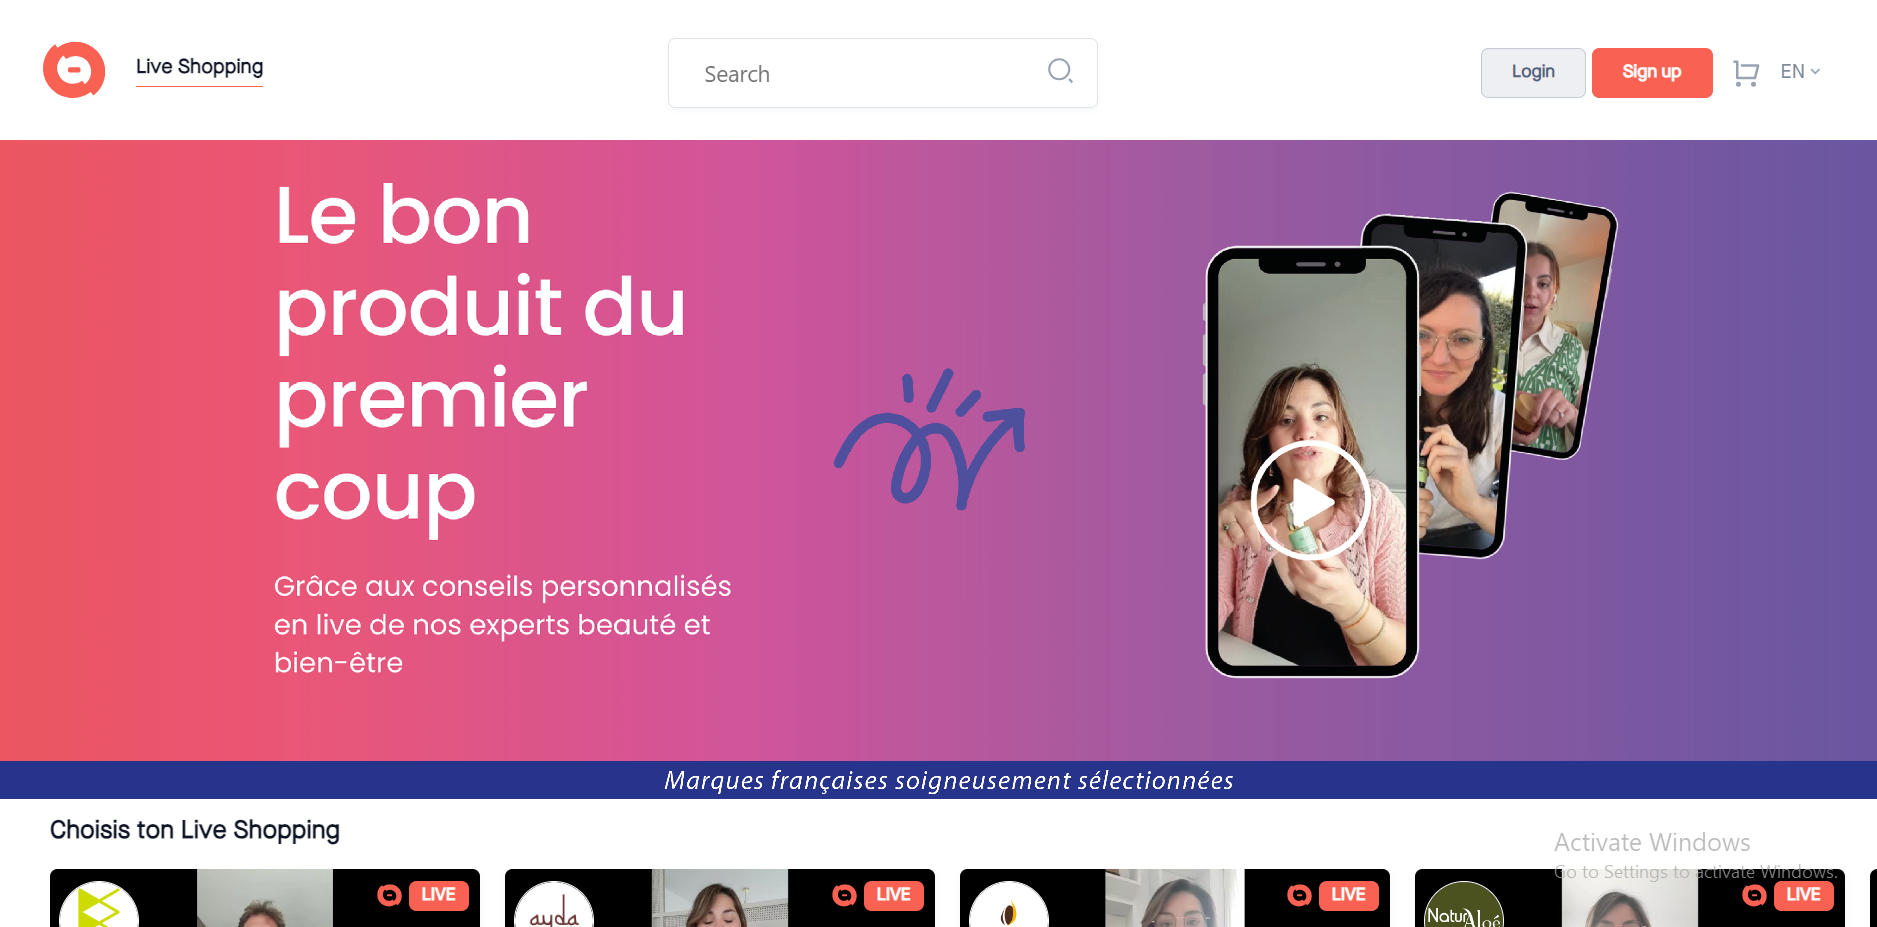 Live Shopping
Search
Login
Sign up
EN
Le bon
produit du
premier
coup
Grâce aux conseils personnalisés
en live de nos experts beauté et
bien-être
Marques françaises soigneusement sélectionnées
Choisis ton Live Shopping
Activate Windows
Go to Settings to activate Windows.
LIVE
ayda
LIVE
LIVE
Natur
Aloé
LIVE